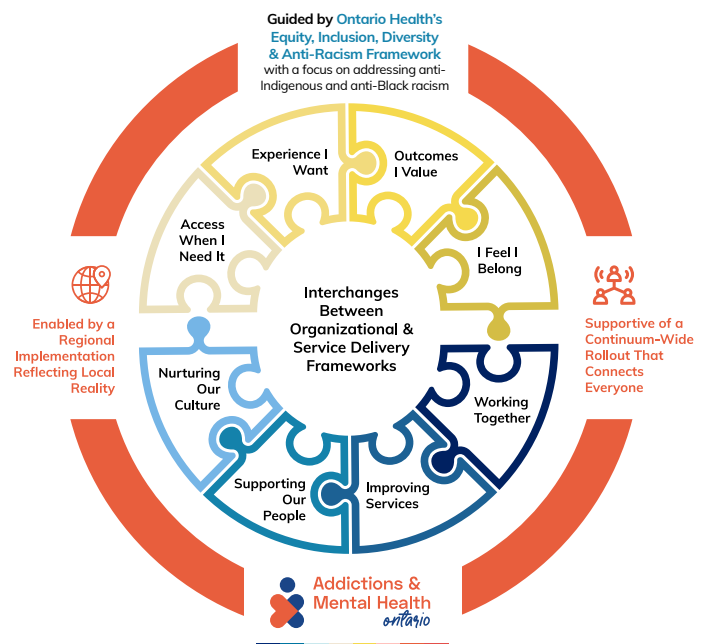 Guided by Ontario Health's
Equity, Inclusion, Diversity
& Anti-Racism Framework
with a focus on addressing anti-
Indigenous and anti-Black racism
Experience I
Want
Outcomes
I Value
Access
When I
Need It
I Feel I
Belong
Interchanges
Between
Organizational &
Service Delivery
Frameworks
Enabled by a
Regional
Implementation
Reflecting Local
Reality
Supportive of a
Continuum-Wide
Rollout That
Connects
Everyone
Nurturing
Our
Culture
Working
Together
Supporting
Our
People
Improving
Services
Addictions &
Mental Health
ontario